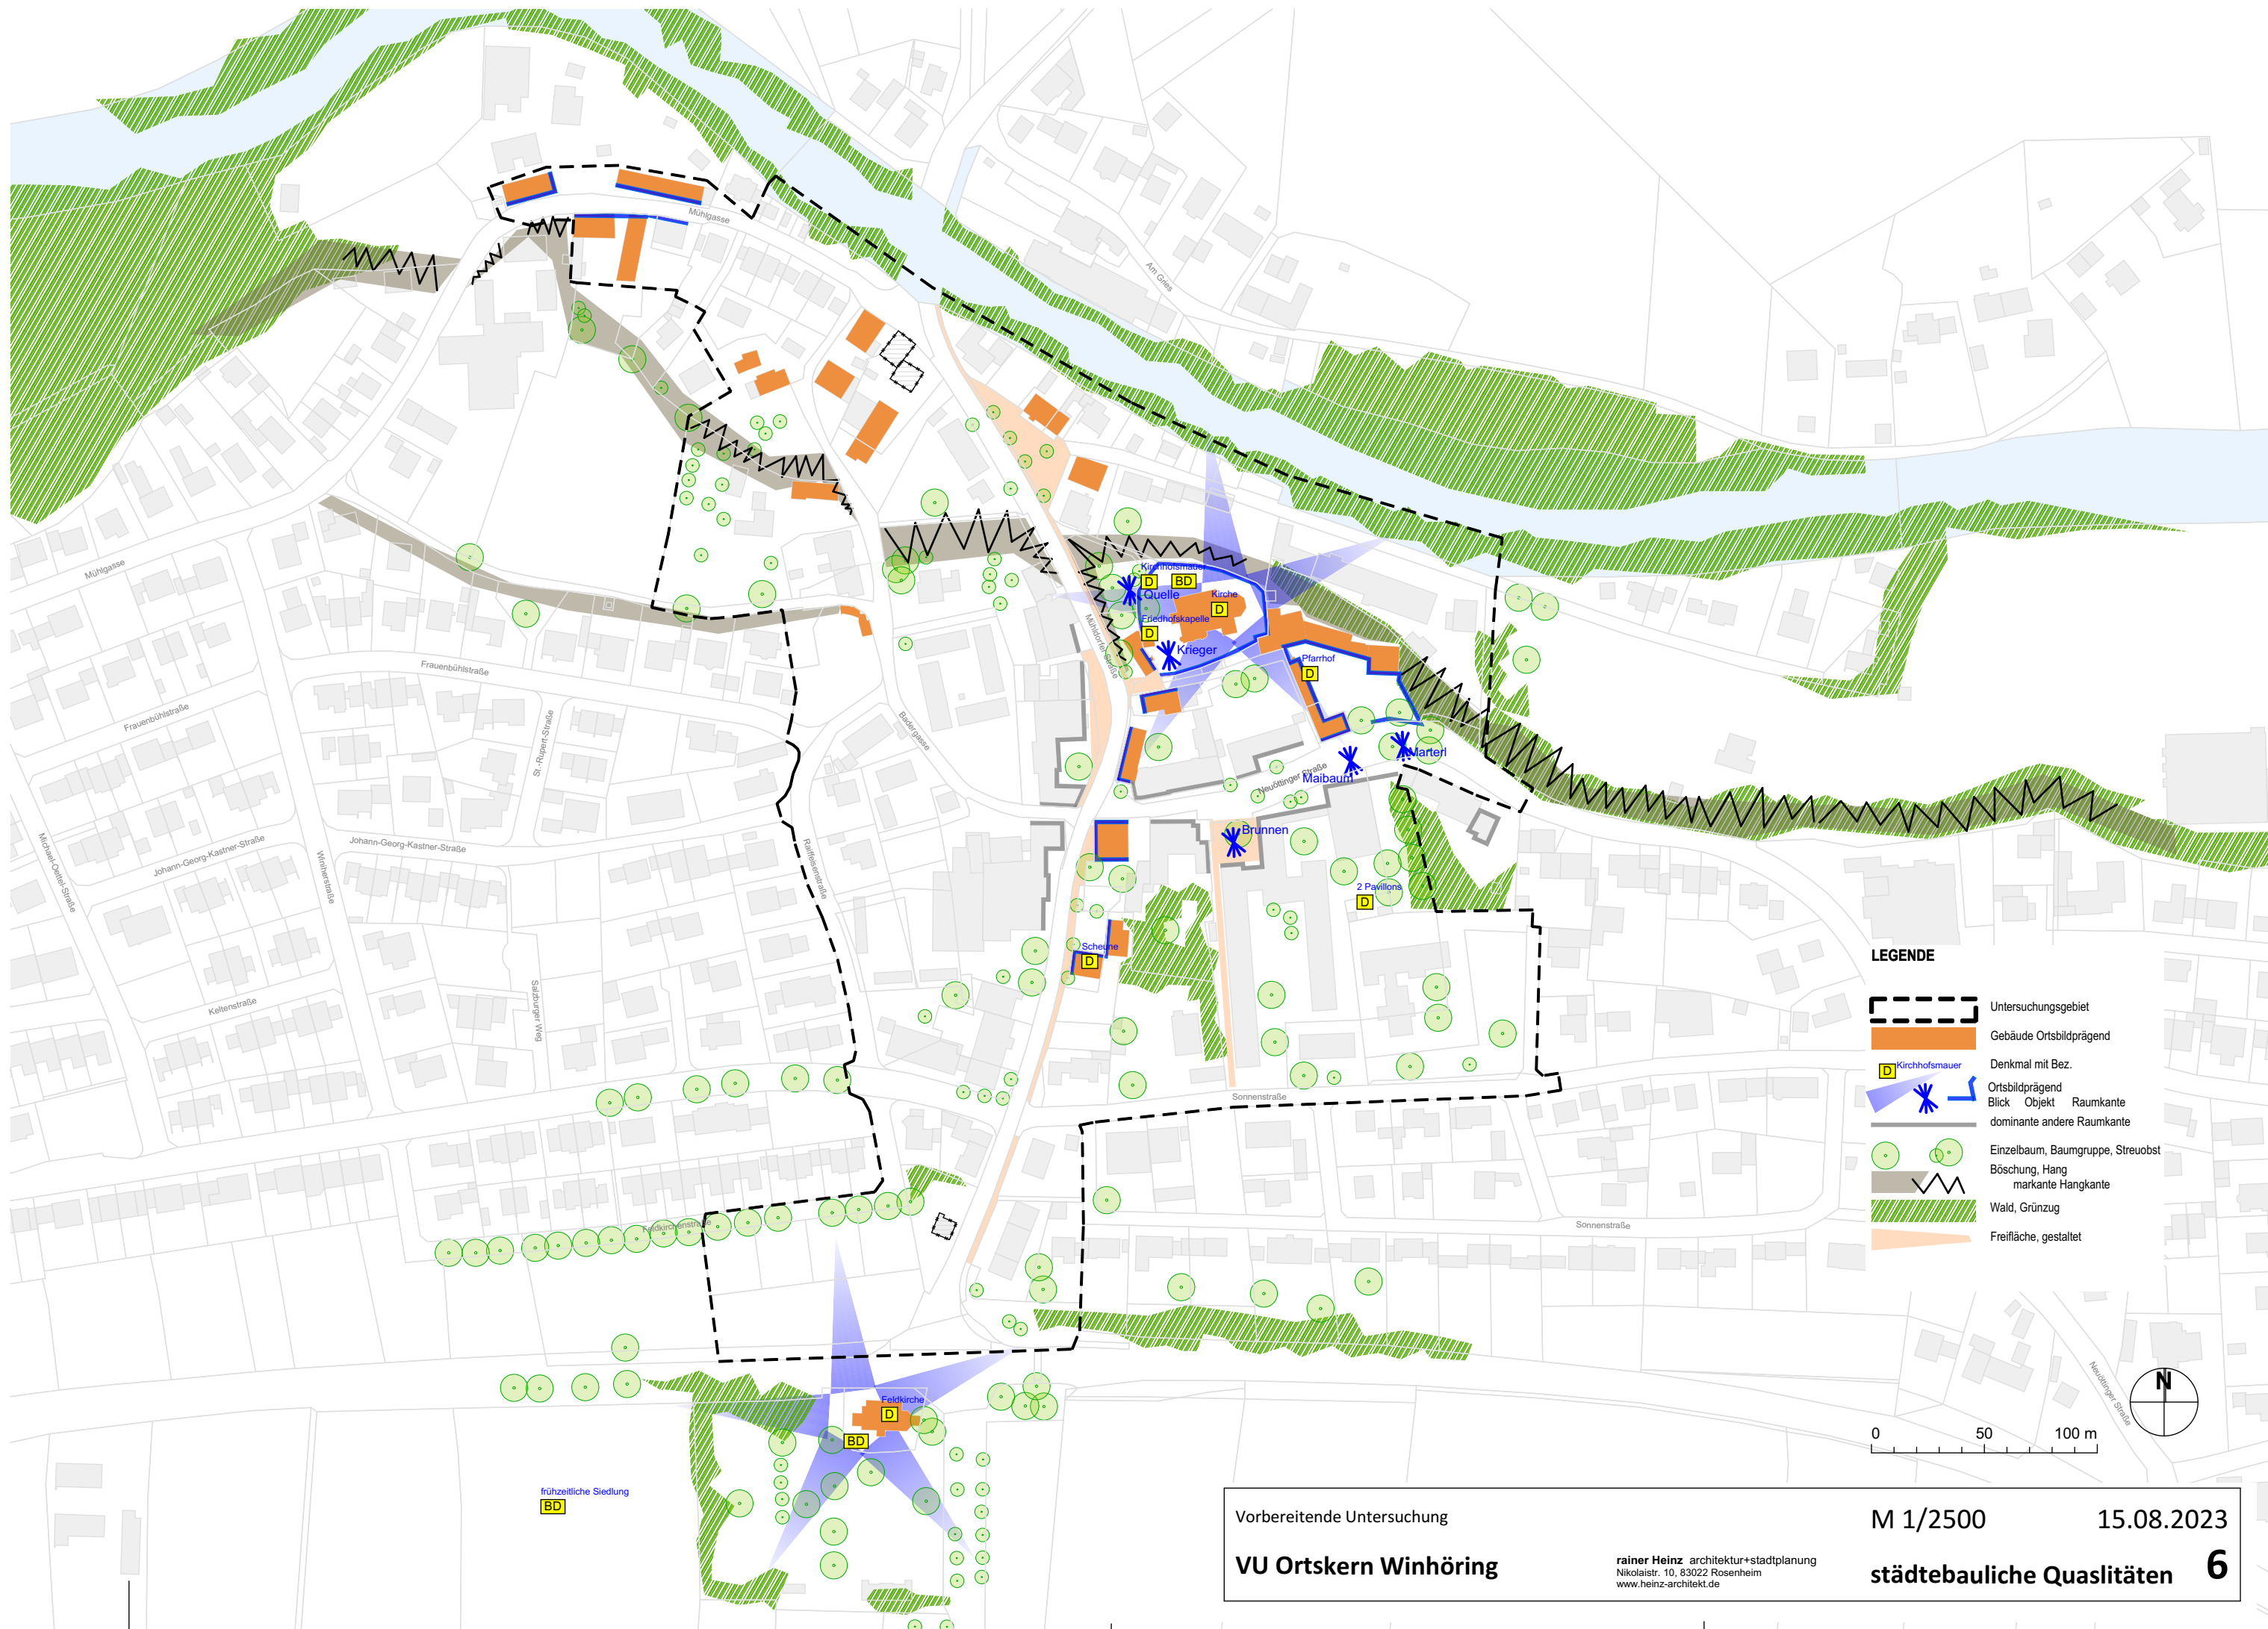 Mühlgasse
Am Gries
Mühlgasse
Kirchhofsmauer
D
BD
Quelle
Kirche
D
Friedhofskapelle
D
Krieger
Mühldorfer Straße
Pfarrhof
D
Frauenbühlstraße
Frauenbühlstraße
St.-Rupert-Straße
Badergasse
Marterl
Maibaum
Neuöttinger Straße
Brunnen
Michael-Oettel-Straße
Johann-Georg-Kastner-Straße
Winiherstraße
Johann-Georg-Kastner-Straße
Raiffeisenstraße
2 Pavillons
D
Scheune
D
Keltenstraße
Salzburger Weg
Sonnenstraße
Feldkirchenstraße
Sonnenstraße
Feldkirche
D
BD
frühzeitliche Siedlung
BD
Neuöttinger Straße
LEGENDE
Untersuchungsgebiet
Gebäude Ortsbildprägend
D Kirchhofsmauer Denkmal mit Bez.
Ortsbildprägend
Blick Objekt Raumkante
dominante andere Raumkante
Einzelbaum, Baumgruppe, Streuobst
Böschung, Hang
markante Hangkante
Wald, Grünzug
Freifläche, gestaltet
N
0 50 100 m
Vorbereitende Untersuchung
VU Ortskern Winhöring
rainer Heinz architektur+stadtplanung
Nikolaistr. 10, 83022 Rosenheim
www.heinz-architekt.de
M 1/2500 15.08.2023
städtebauliche Quaslitäten 6